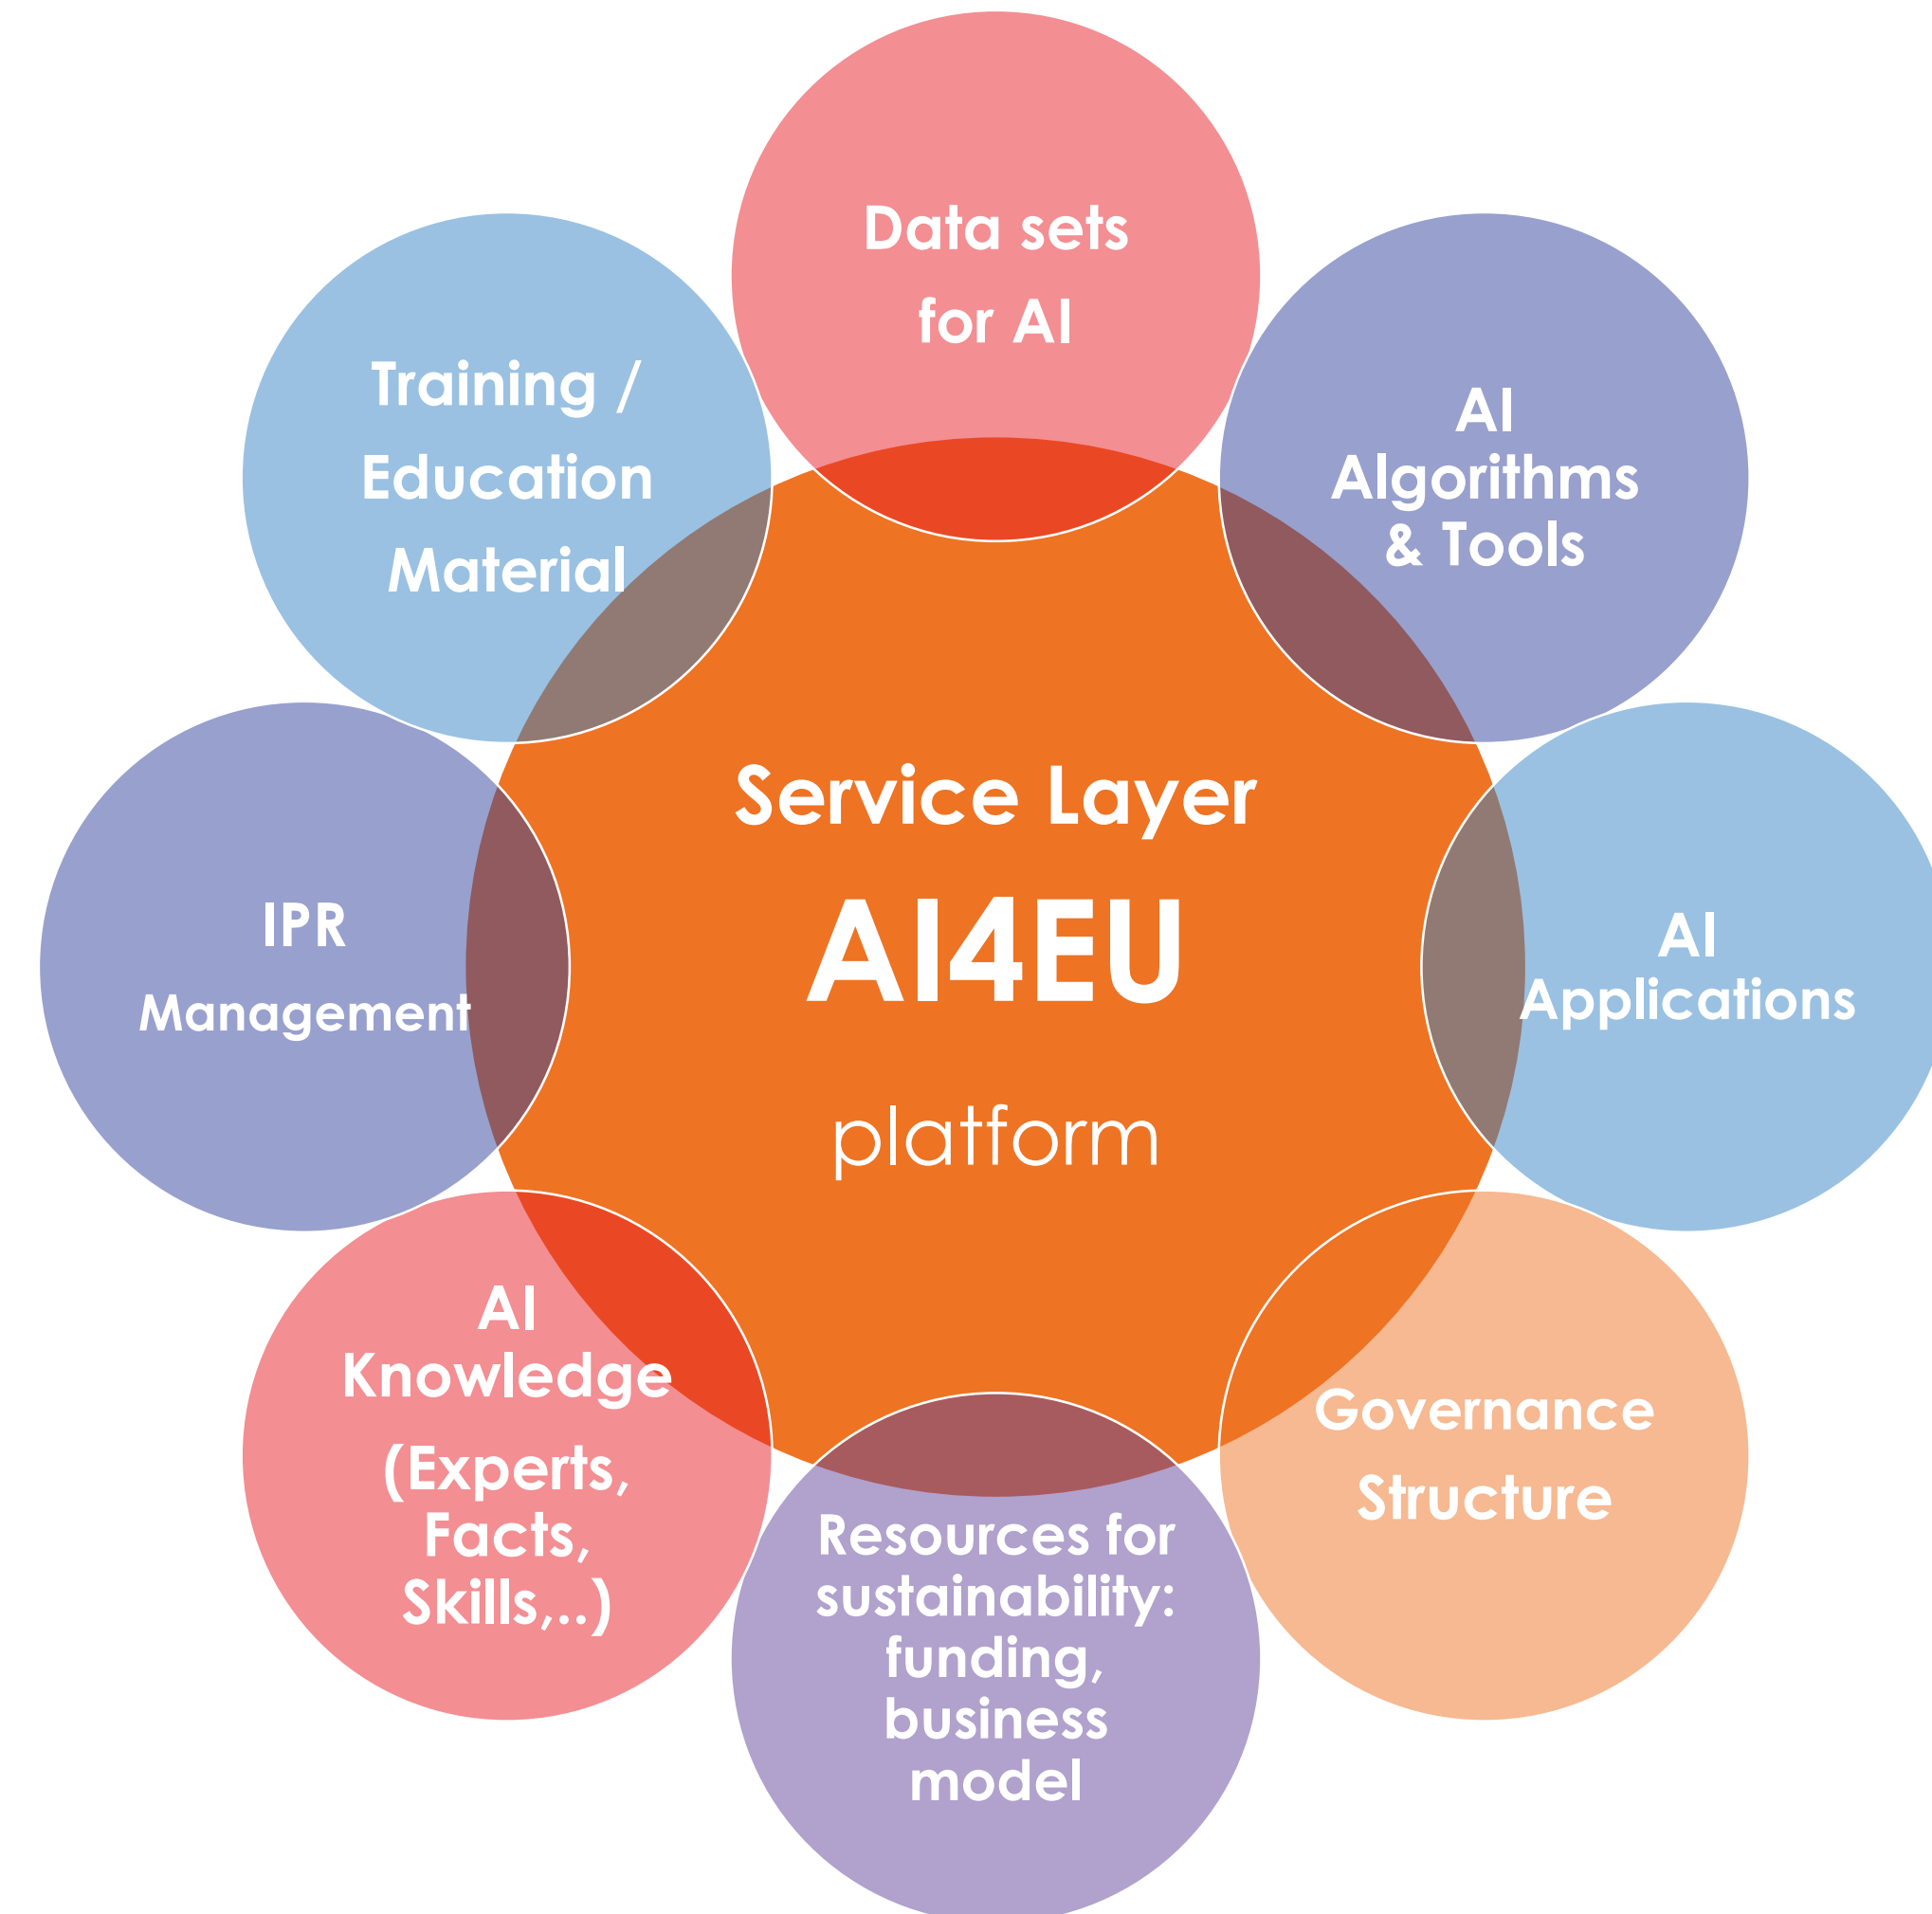 Data sets
for AI
AI
Algorithms
& Tools
AI
Applications
Governance
Structure
Resources for
sustainability:
funding,
business
model
AI
Knowledge
(Experts,
Facts,
Skills,..)
IPR
Management
Training /
Education
Material
Service Layer
AI4EU
platform